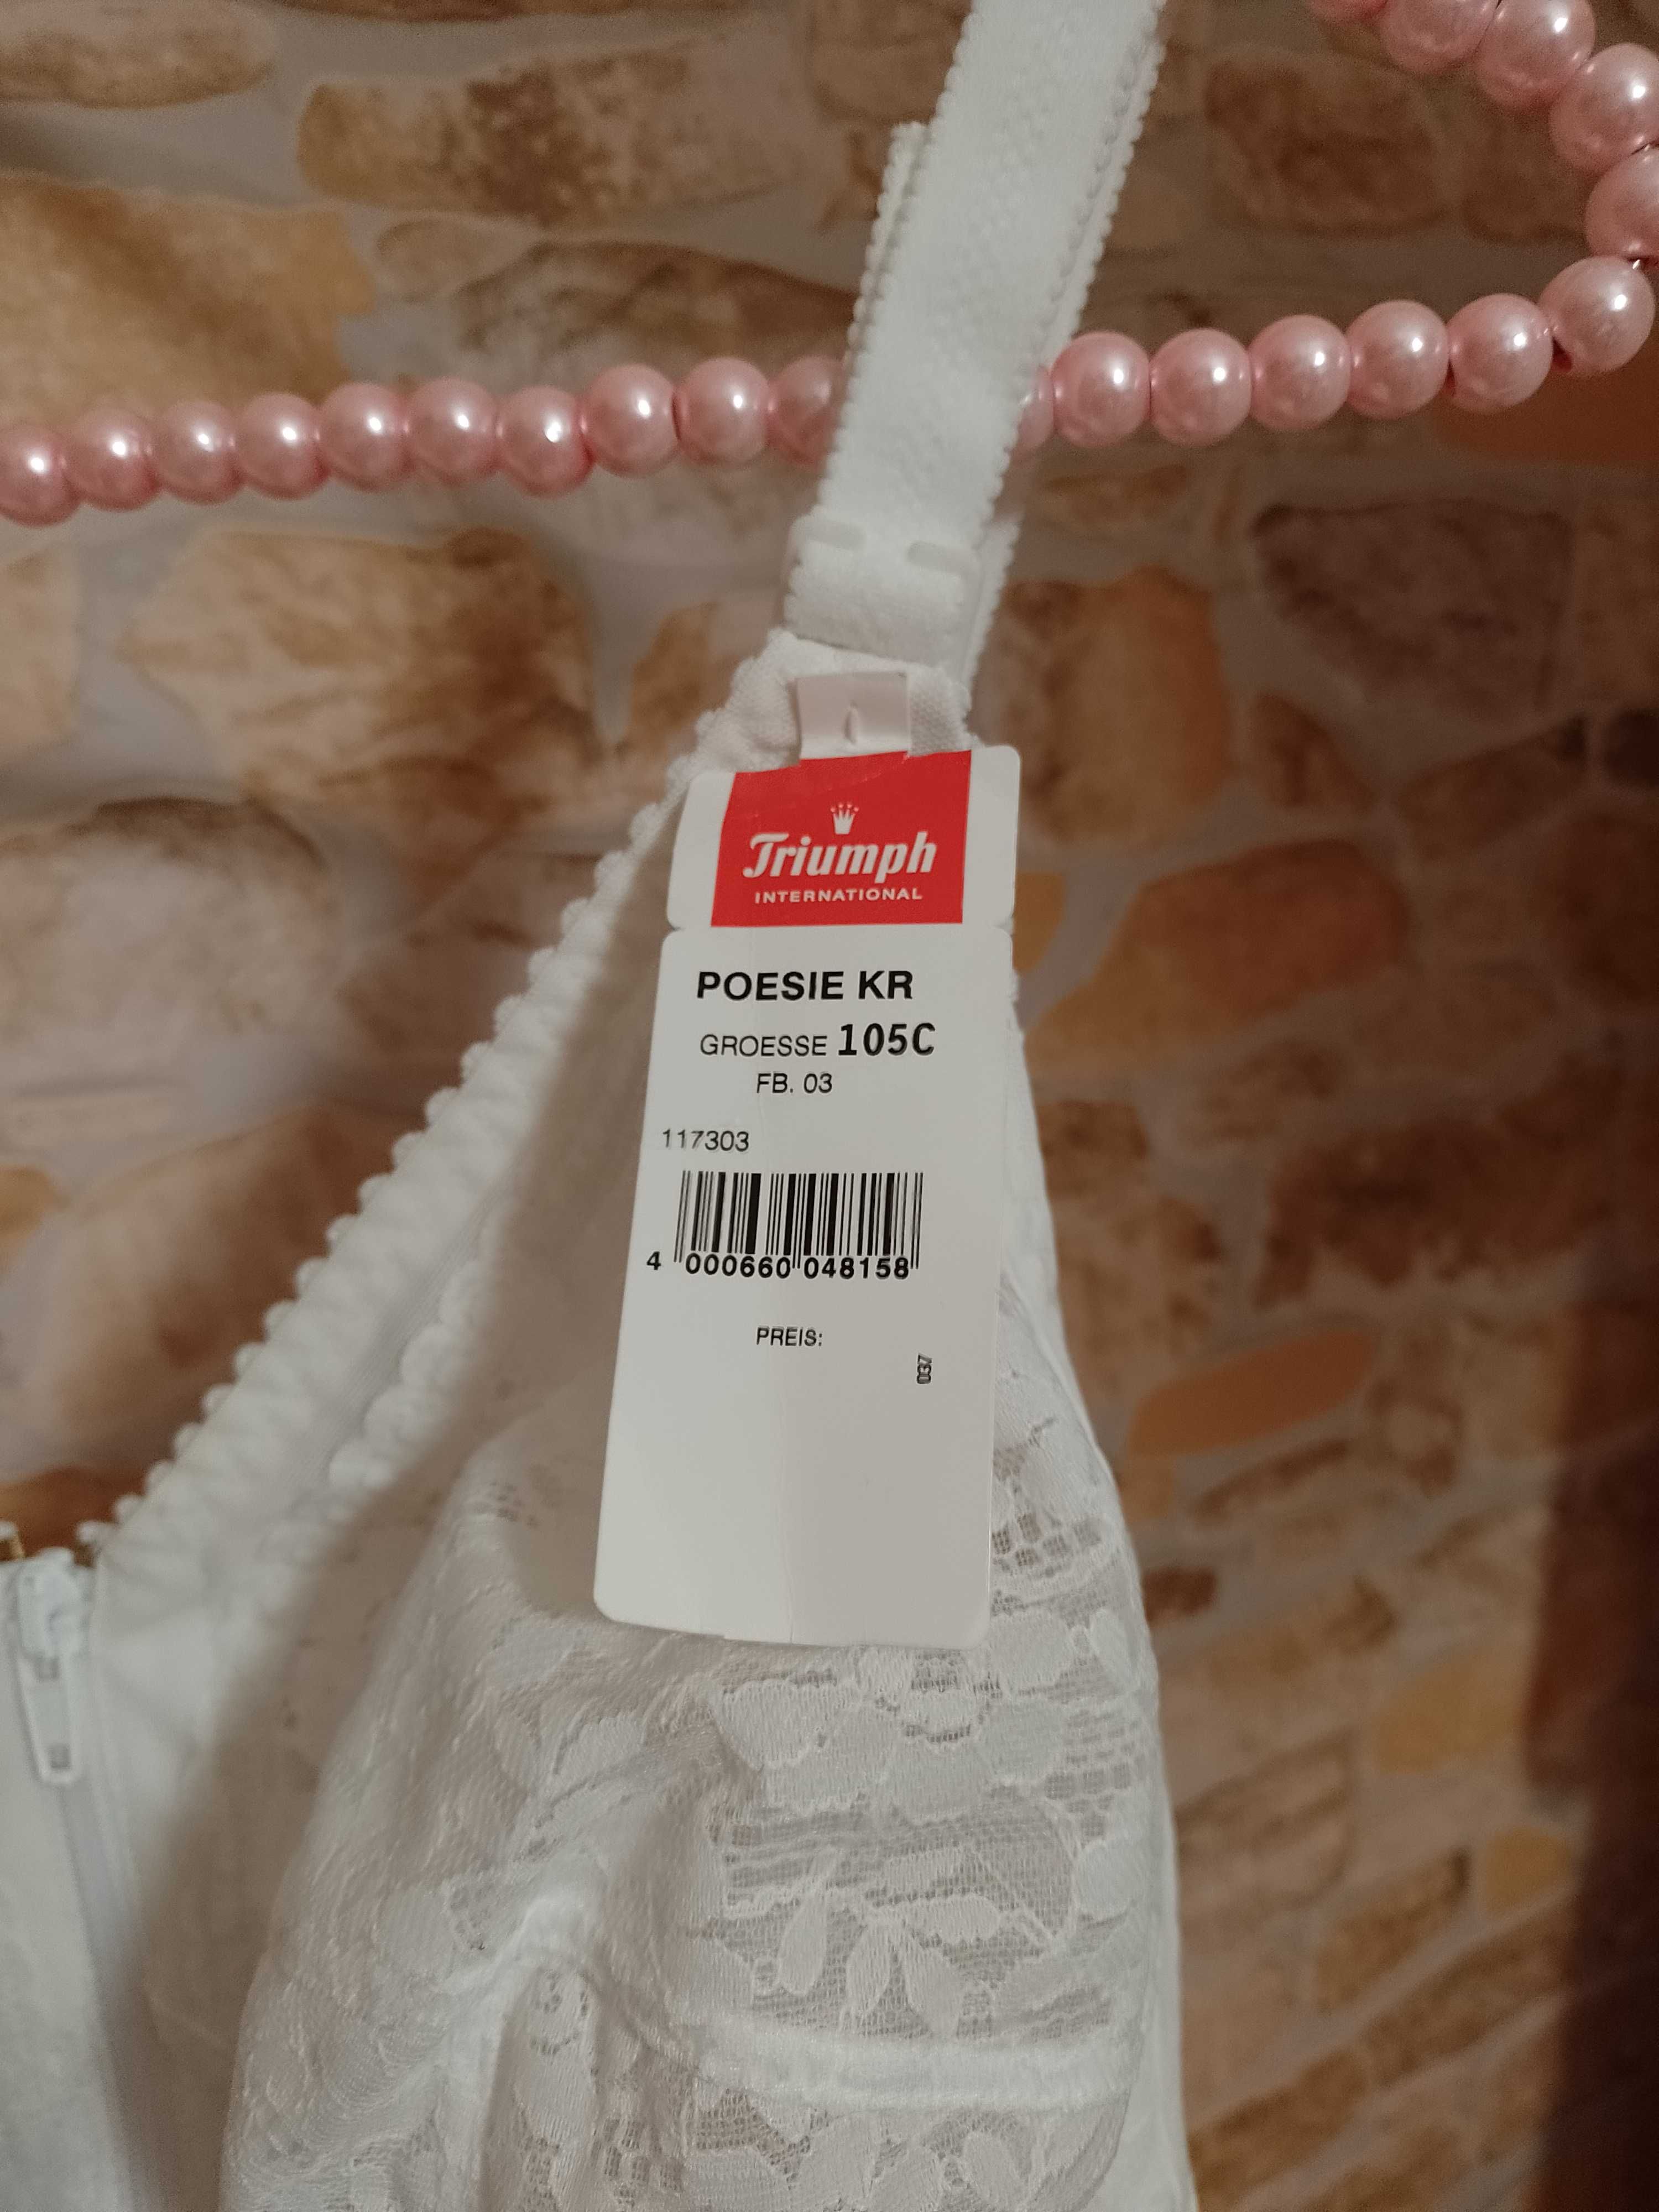 Triumph
INTERNATIONAL
POESIE KR
GROESSE 105C
FB. 03
117303
4 000660 048158
PREIS:
037